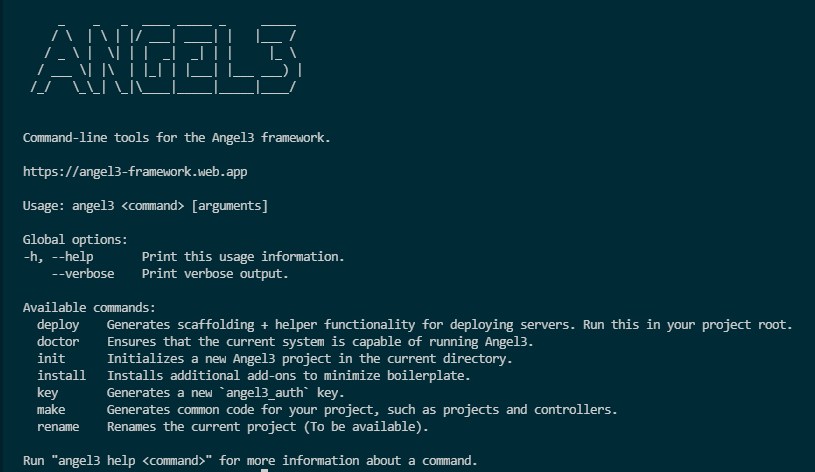 ANGEL3
Command-line tools for the Angel3 framework.
https://angel3-framework.web.app
Usage: angel3 <command> [arguments]
Global options:
-h, --help       Print this usage information.
    --verbose    Print verbose output.
Available commands:
  deploy    Generates scaffolding + helper functionality for deploying servers. Run this in your project root.
  doctor    Ensures that the current system is capable of running Angel3.
  init      Initializes a new Angel3 project in the current directory.
  install   Installs additional add-ons to minimize boilerplate.
  key       Generates a new `angel3_auth` key.
  make      Generates common code for your project, such as projects and controllers.
  rename    Renames the current project (To be available).
Run "angel3 help <command>" for more information about a command.